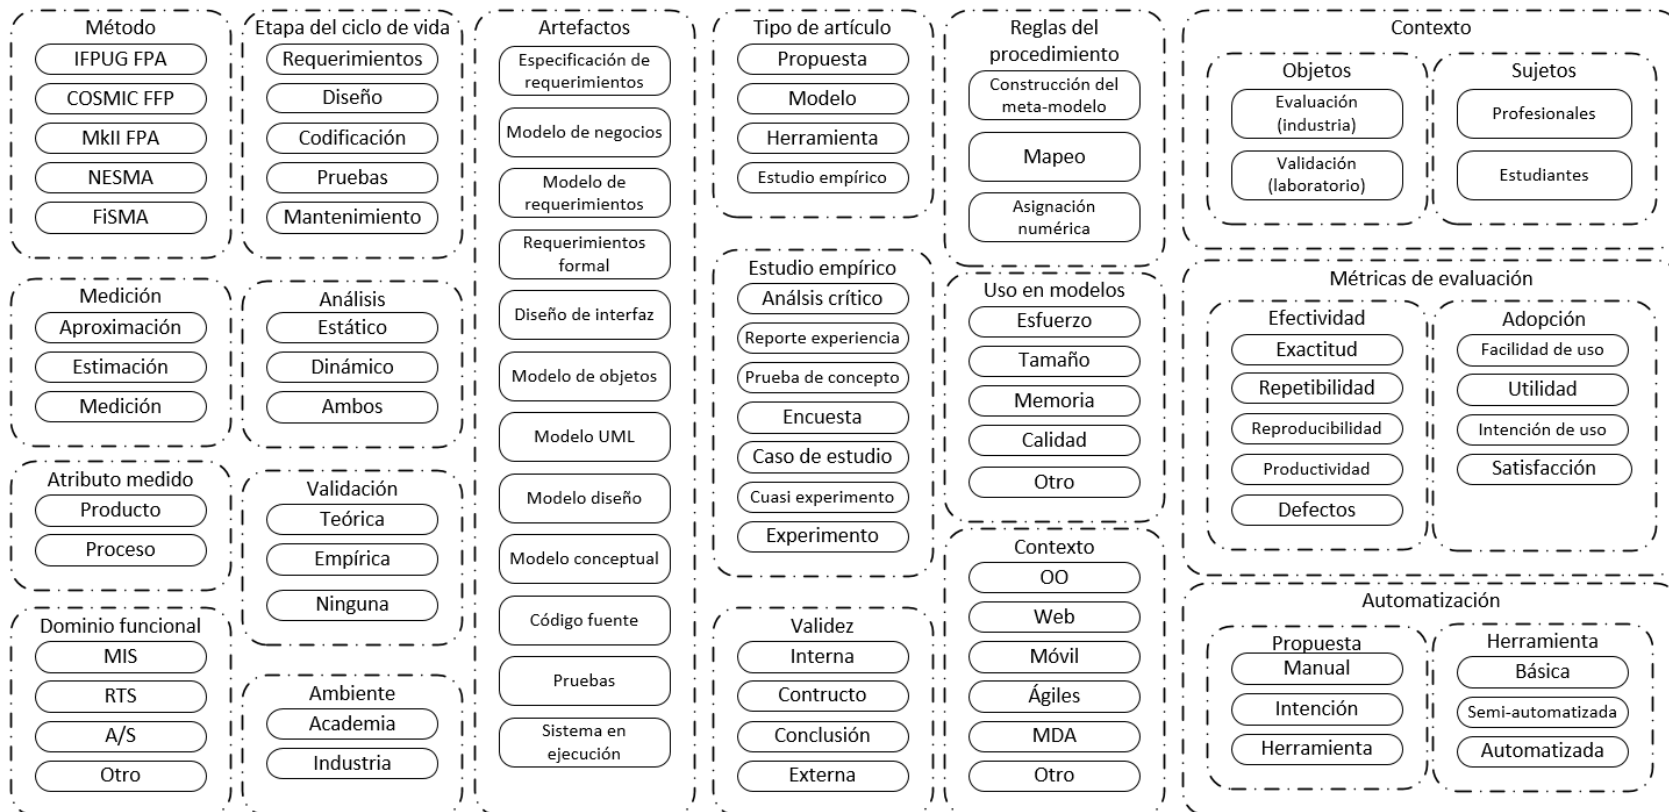 Método
IFPUG FPA
COSMIC FFP
MkII FPA
NESMA
FiSMA
Medición
Aproximación
Estimación
Medición
Atributo medido
Producto
Proceso
Dominio funcional
MIS
RTS
A/S
Otro
Etapa del ciclo de vida
Requerimientos
Diseño
Codificación
Pruebas
Mantenimiento
Análisis
Estático
Dinámico
Ambos
Validación
Teórica
Empírica
Ninguna
Ambiente
Academia
Industria
Artefactos
Especificación de
requerimientos
Modelo de negocios
Modelo de
requerimientos
Requerimientos
formal
Diseño de interfaz
Modelo de objetos
Modelo UML
Modelo diseño
Modelo conceptual
Código fuente
Pruebas
Sistema en
ejecución
Tipo de artículo
Propuesta
Modelo
Herramienta
Estudio empírico
Estudio empírico
Análsis crítico
Reporte experiencia
Prueba de concepto
Encuesta
Caso de estudio
Cuasi experimento
Experimento
Validez
Interna
Contructo
Conclusión
Externa
Reglas del
procedimiento
Construcción del
meta-modelo
Mapeo
Asignación
numérica
Uso en modelos
Esfuerzo
Tamaño
Memoria
Calidad
Otro
Contexto
OO
Web
Móvil
Ágiles
MDA
Otro
Contexto
Objetos
Evaluación
(industria)
Validación
(laboratorio)
Sujetos
Profesionales
Estudiantes
Métricas de evaluación
Efectividad
Exactitud
Repetibilidad
Reproducibilidad
Productividad
Defectos
Adopción
Facilidad de uso
Utilidad
Intención de uso
Satisfacción
Automatización
Propuesta
Manual
Intención
Herramienta
Herramienta
Básica
Semi-automatizada
Automatizada